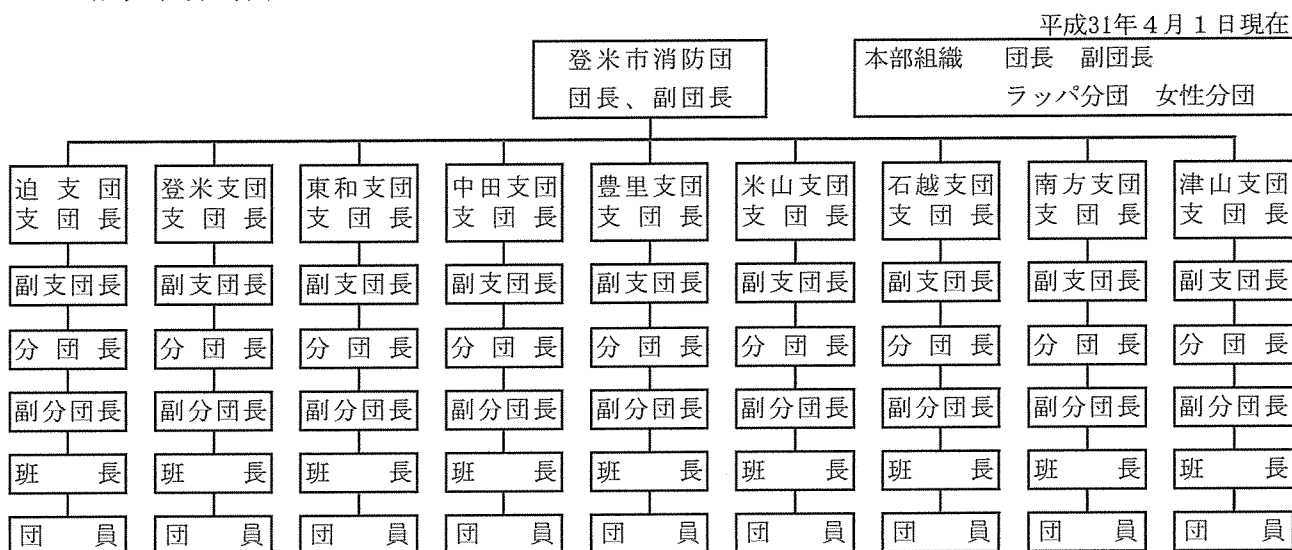 平成31年4月1日現在
登米市消防団
団長、副団長
本部組織 団長 副団長
ラッパ分団 女性分団
迫支団 登米支団 東和支団 中田支団 豊里支団 米山支団 石越支団 南方支団 津山支団
支団長 支団長 支団長 支団長 支団長 支団長 支団長 支団長 支団長
副支団長 副支団長 副支団長 副支団長 副支団長 副支団長 副支団長 副支団長 副支団長
分団長 分団長 分団長 分団長 分団長 分団長 分団長 分団長 分団長
副分団長 副分団長 副分団長 副分団長 副分団長 副分団長 副分団長 副分団長 副分団長
班長 班長 班長 班長 班長 班長 班長 班長 班長
団員 団員 団員 団員 団員 団員 団員 団員 団員